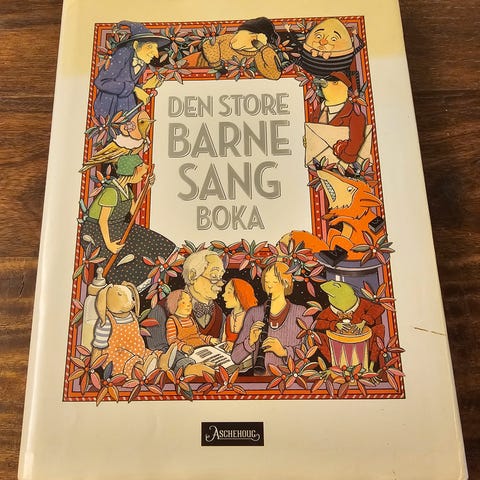 DEN STORE
BARNE
SANG
BOKA
ASCHEHOUG